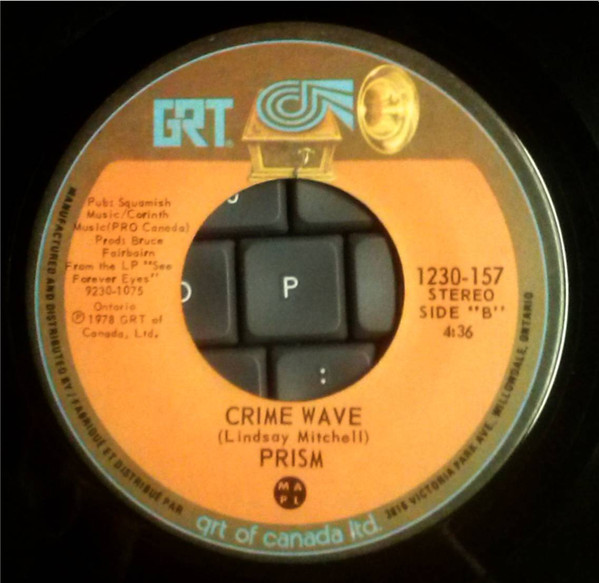 GRT
Pub: Squamish
Music/Corinth
Music(PRO Canada)
Prod: Bruce
Fairbairn
From the LP "See
Forever Eyes"
9230-1075
Ontario
℗ 1978 GRT of
Canada, Ltd.
1230-157
STEREO
SIDE "B"
4:36
P
:
CRIME WAVE
(Lindsay Mitchell)
PRISM
MAPL
MANUFACTURED AND DISTRIBUTED BY / FABRIQUÉ ET DISTRIBUÉ PAR
grt of canada ltd.
3816 VICTORIA PARK AVE. WILLOWDALE, ONTARIO